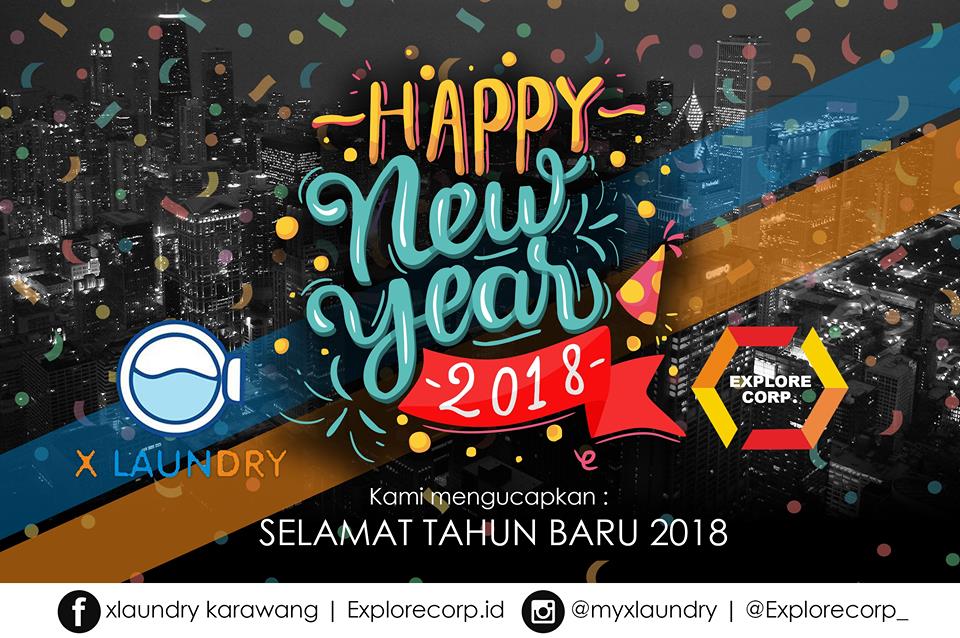 HAPPY
New
Year
-2018-
EXPLORE
CORP.
X LAUNDRY
Kami mengucapkan :
SELAMAT TAHUN BARU 2018
xlaundry karawang | Explorecorp.id @myxlaundry | @Explorecorp_